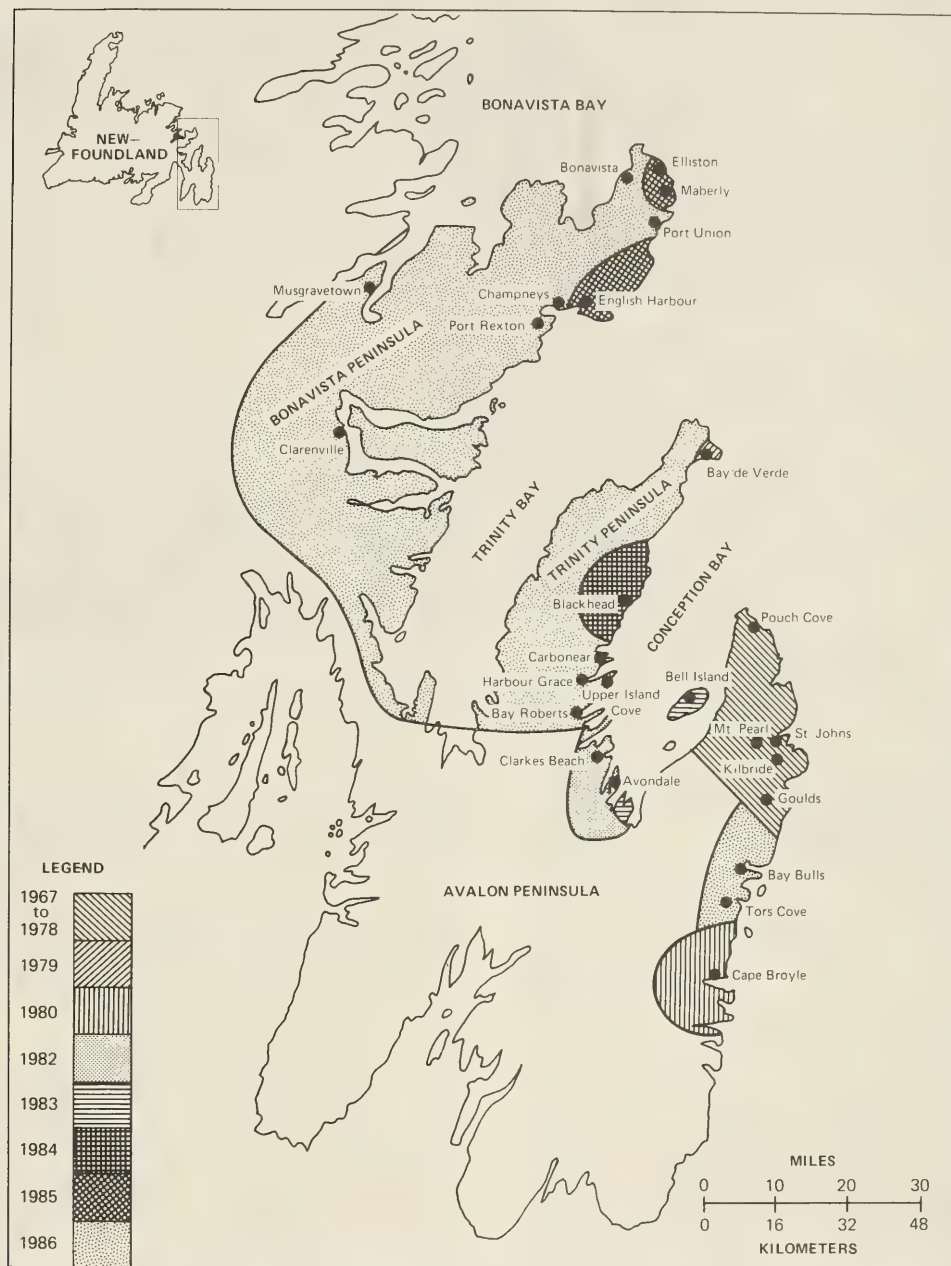 BONAVISTA BAY
NEW–
FOUNDLAND
Elliston
Bonavista
Maberly
Port Union
Musgravetown
Champneys
English Harbour
Port Rexton
BONAVISTA PENINSULA
Clarenville
Bay de Verde
TRINITY BAY
TRINITY PENINSULA
CONCEPTION BAY
Blackhead
Pouch Cove
Carbonear
Bell Island
Harbour Grace
Upper Island
Cove
Bay Roberts
Mt. Pearl
St Johns
Clarkes Beach
Kilbride
Avondale
Goulds
LEGEND
AVALON PENINSULA
Bay Bulls
Tors Cove
Cape Broyle
1967
to
1978
1979
1980
1982
1983
1984
1985
1986
MILES
0 10 20 30
0 16 32 48
KILOMETERS